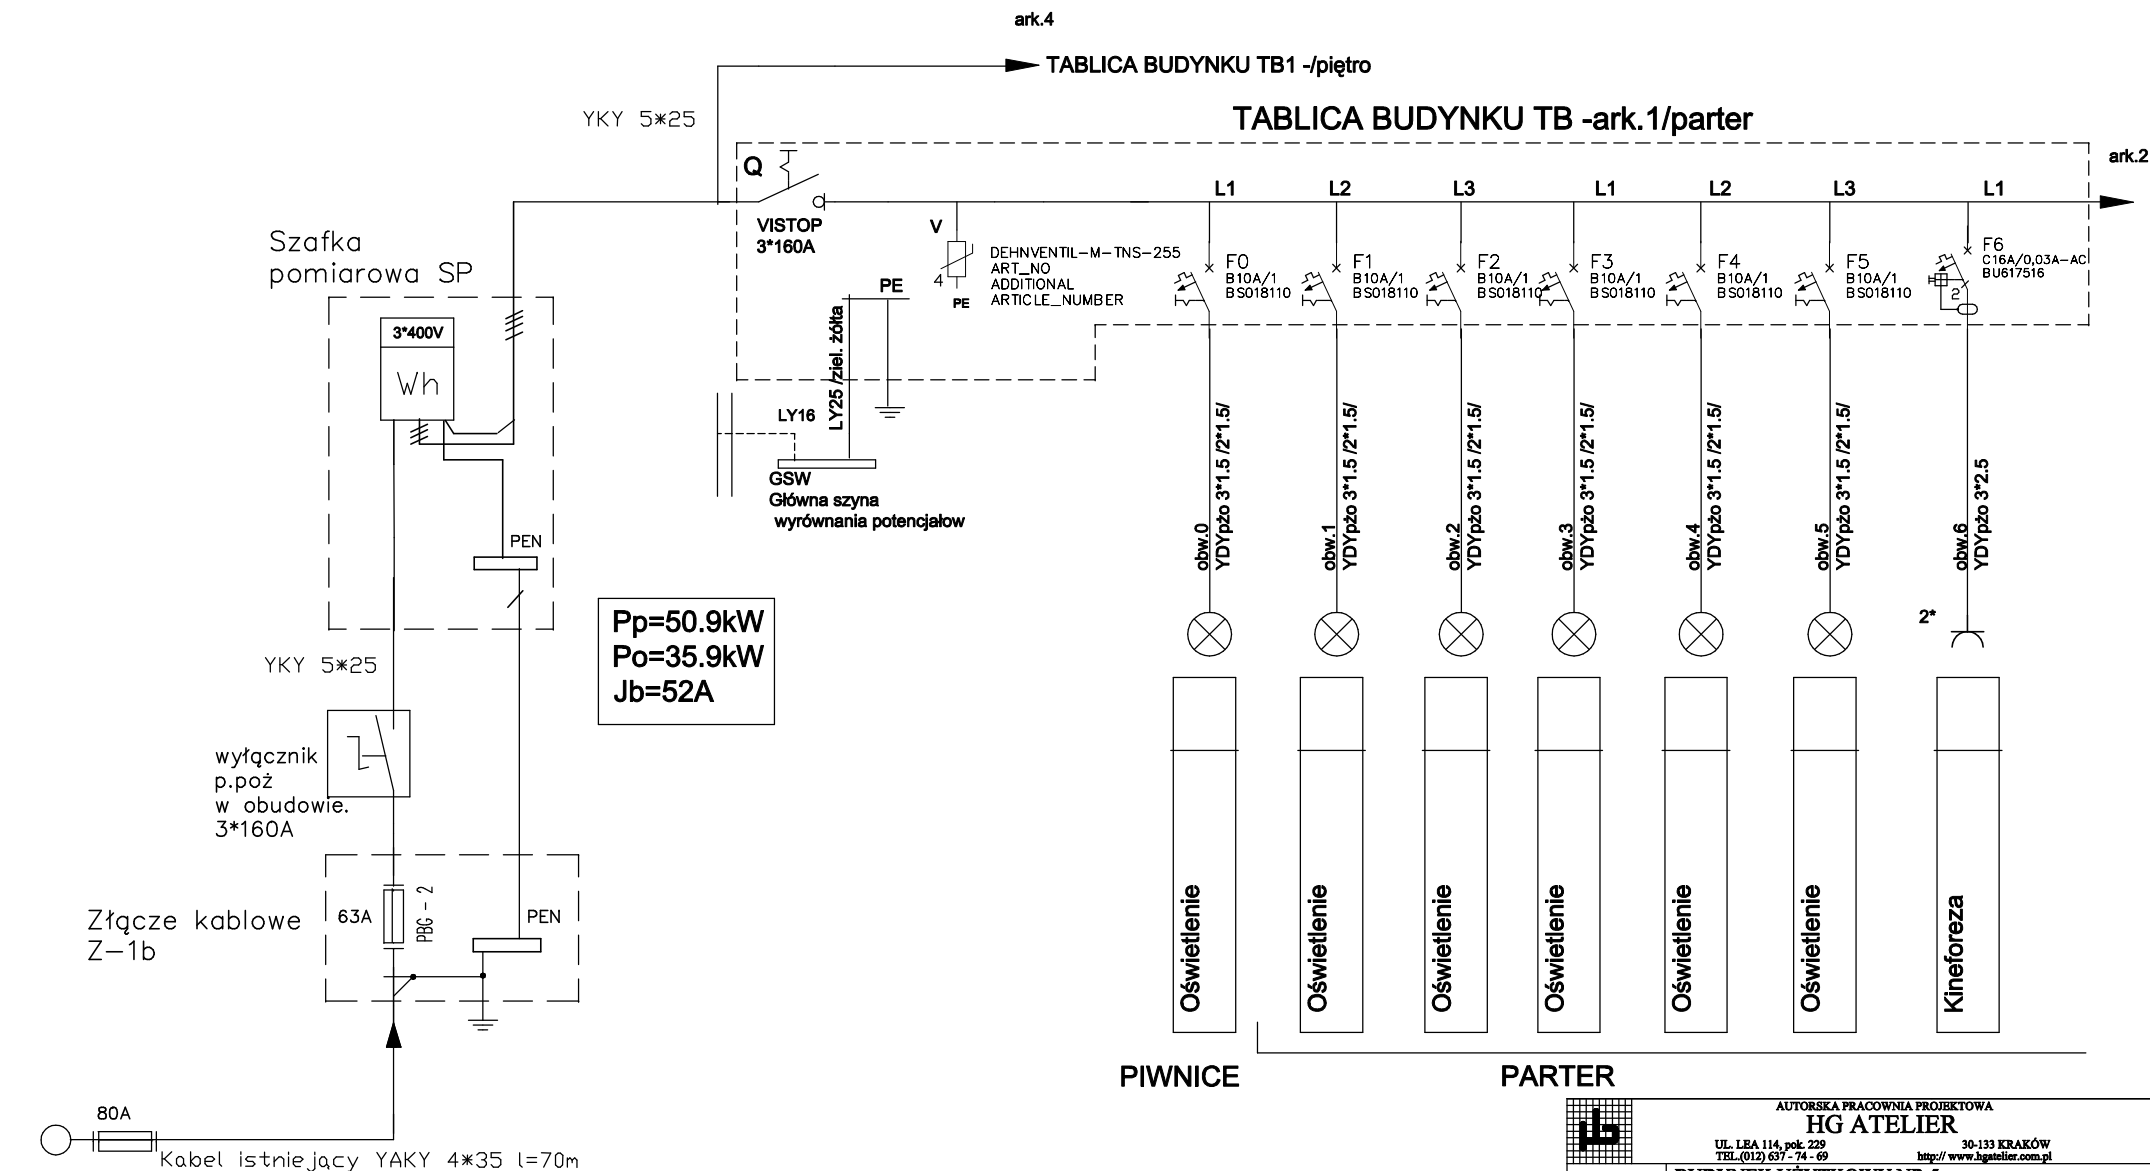 ark.4
TABLICA BUDYNKU TB1 -/piętro
YKY 5*25
TABLICA BUDYNKU TB -ark.1/parter
ark.2
Q
L1
L2
L3
L1
L2
L3
L1
VISTOP
3*160A
V
DEHNVENTIL-M-TNS-255
ART_NO
ADDITIONAL
ARTICLE_NUMBER
4
PE
PE
F0
B10A/1
BS018110
F1
B10A/1
BS018110
F2
B10A/1
BS018110
F3
B10A/1
BS018110
F4
B10A/1
BS018110
F5
B10A/1
BS018110
F6
C16A/0,03A-AC
BU617516
2
Szafka
pomiarowa SP
3*400V
Wh
LY25 /ziel. żółta
LY16
GSW
Główna szyna
wyrównania potencjałow
PEN
obw.0
YDYpżo 3*1.5 /2*1.5/
obw.1
YDYpżo 3*1.5 /2*1.5/
obw.2
YDYpżo 3*1.5 /2*1.5/
obw.3
YDYpżo 3*1.5 /2*1.5/
obw.4
YDYpżo 3*1.5 /2*1.5/
obw.5
YDYpżo 3*1.5 /2*1.5/
obw.6
YDYpżo 3*2.5
2*
Pp=50.9kW
Po=35.9kW
Jb=52A
YKY 5*25
wyłącznik
p.poż
w obudowie.
3*160A
Złącze kablowe
Z-1b
63A
PBG - 2
PEN
Oświetlenie
Oświetlenie
Oświetlenie
Oświetlenie
Oświetlenie
Oświetlenie
Kineforeza
PIWNICE
PARTER
80A
Kabel istniejący YAKY 4*35 l=70m
AUTORSKA PRACOWNIA PROJEKTOWA
HG ATELIER
UL. LEA 114, pok. 229 30-133 KRAKÓW
TEL.(012) 637 - 74 - 69 http:// www.hgatelier.com.pl